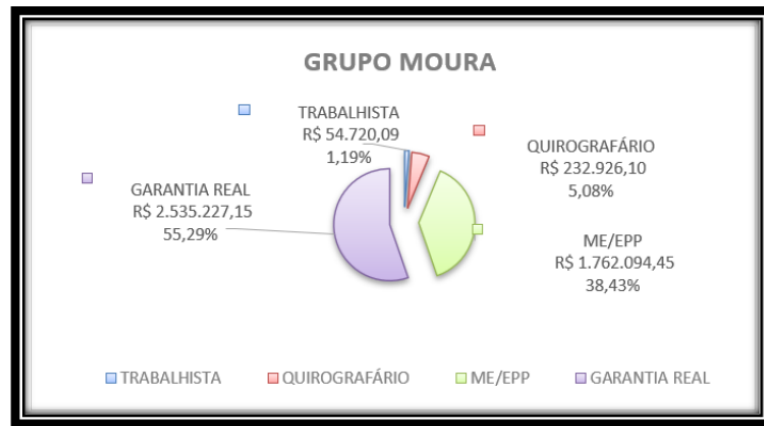 GRUPO MOURA
TRABALHISTA
R$ 54.720,09
1,19%
QUIROGRAFÁRIO
R$ 232.926,10
5,08%
GARANTIA REAL
R$ 2.535.227,15
55,29%
ME/EPP
R$ 1.762.094,45
38,43%
TRABALHISTA QUIROGRAFÁRIO ME/EPP GARANTIA REAL